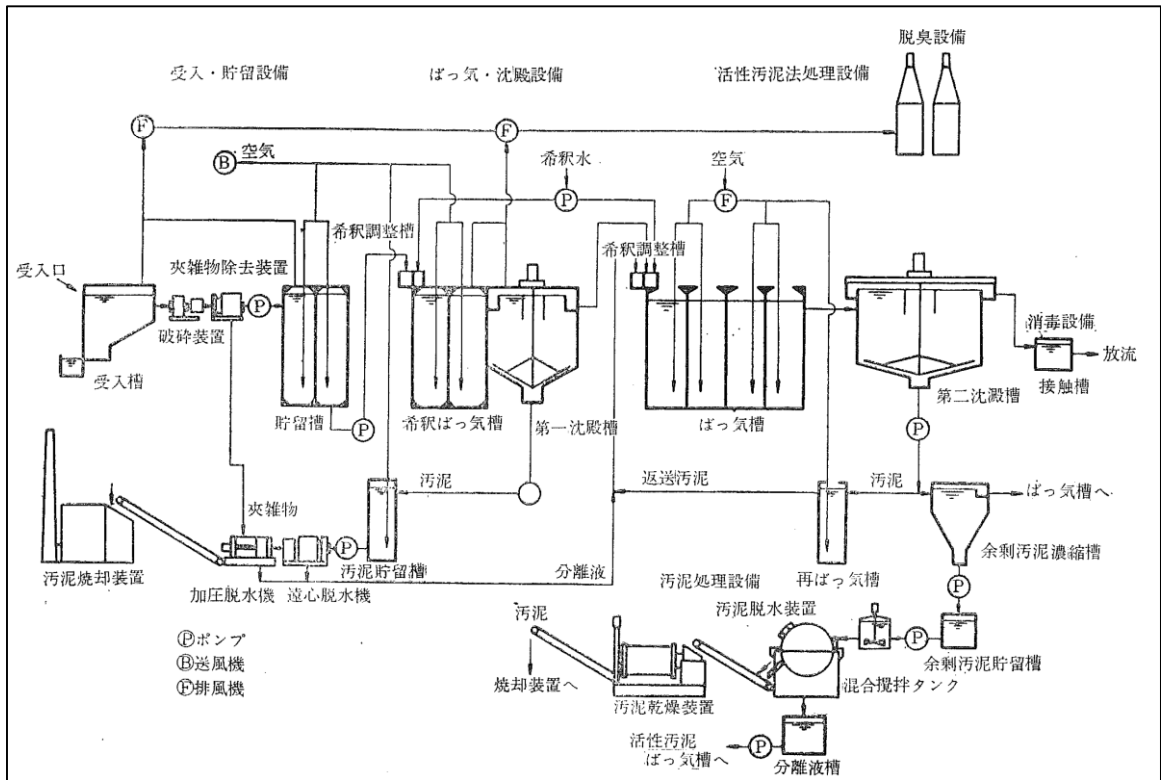 脱臭設備
受入・貯留設備
ばっ気・沈殿設備
活性汚泥法処理設備
F
F
B
空気
希釈水
空気
P
F
希釈調整槽
希釈調整槽
受入口
夾雑物除去装置
P
破砕装置
受入槽
消毒設備
放流
接触槽
貯留槽
P
希釈ばっ気槽
第一沈殿槽
ばっ気槽
第二沈澱槽
P
汚泥
返送汚泥
汚泥
ばっ気槽へ
夾雑物
余剰汚泥濃縮槽
P
汚泥焼却装置
汚泥貯留槽
分離液
再ばっ気槽
P
加圧脱水機
遠心脱水機
汚泥処理設備
汚泥
汚泥脱水装置
P
余剰汚泥貯留槽
Ⓟポンプ
Ⓑ送風機
Ⓕ排風機
焼却装置へ
混合攪拌タンク
汚泥乾燥装置
活性汚泥
ばっ気槽へ
P
分離液槽